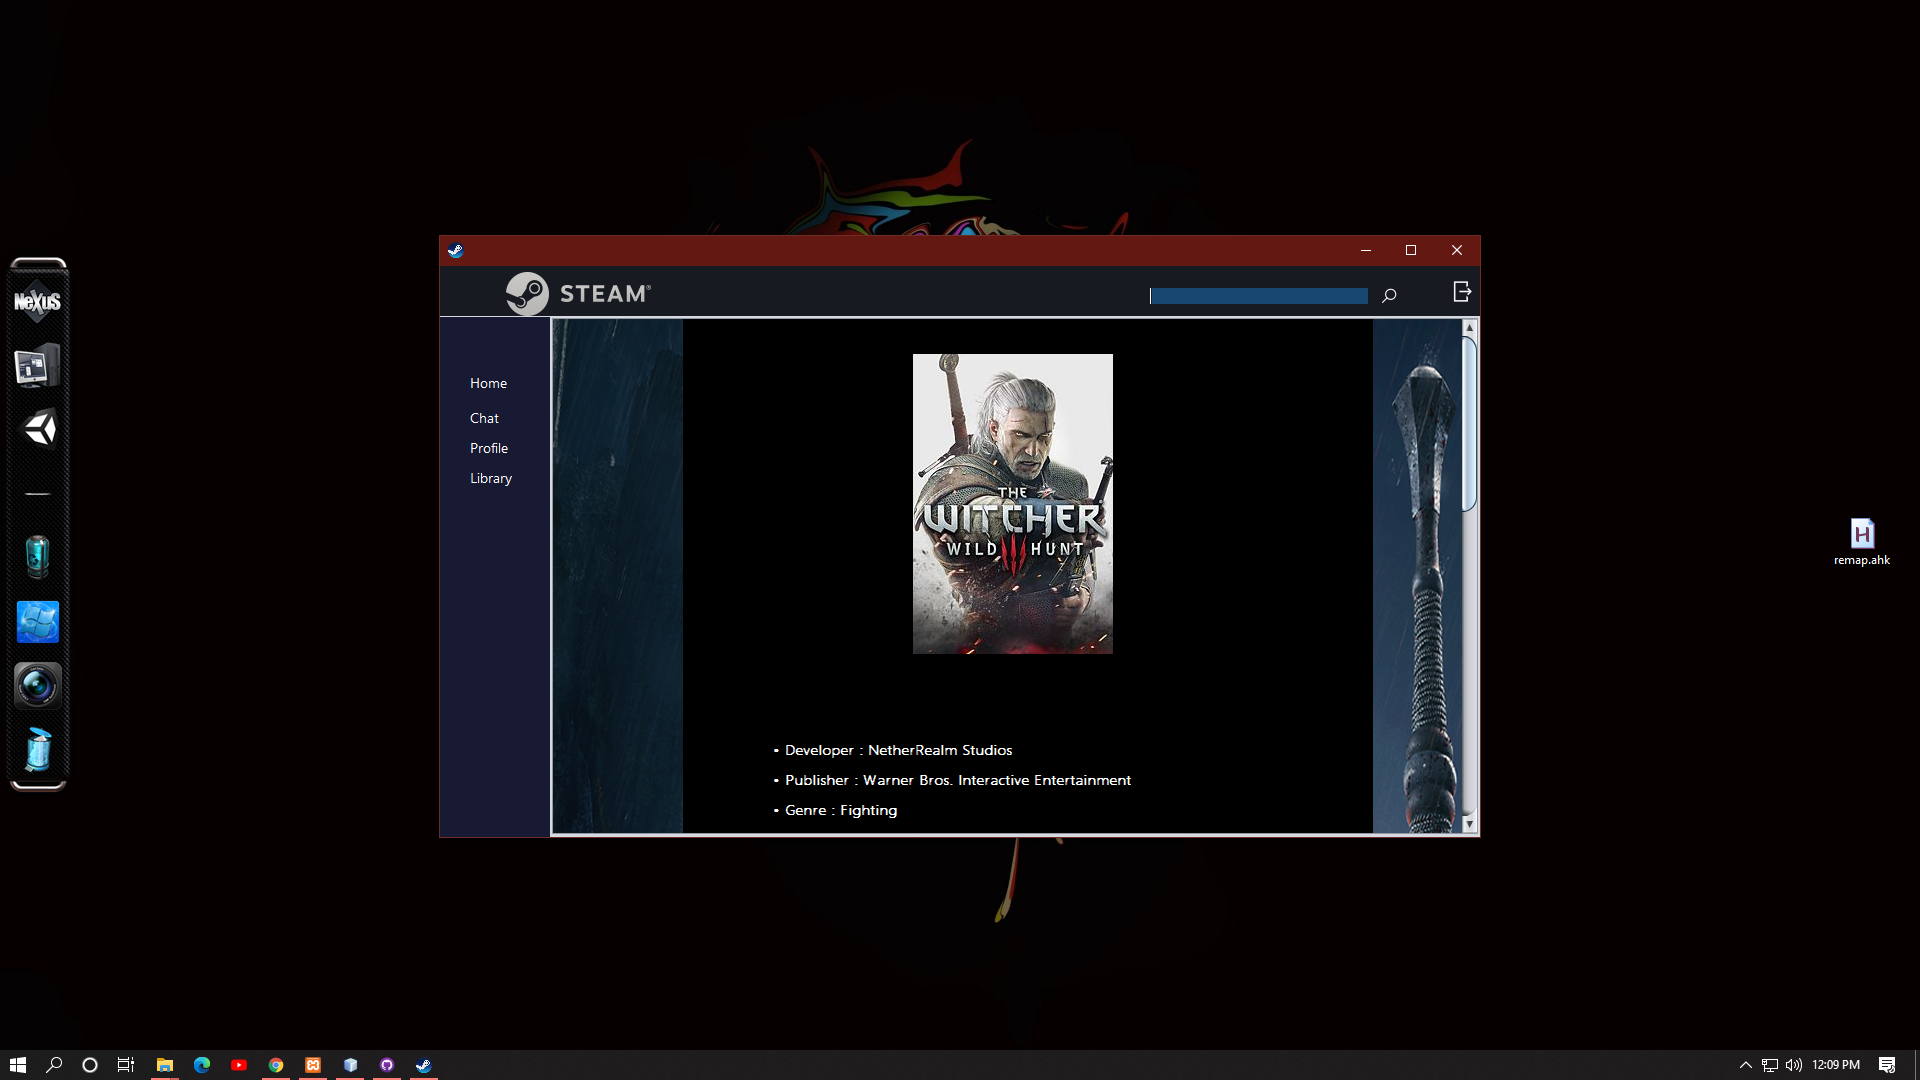 STEAM®
Home
Chat
Profile
Library
THE
WITCHER
WILD III HUNT
• Developer : NetherRealm Studios
• Publisher : Warner Bros. Interactive Entertainment
• Genre : Fighting
NeXuS
H
remap.ahk
12:09 PM